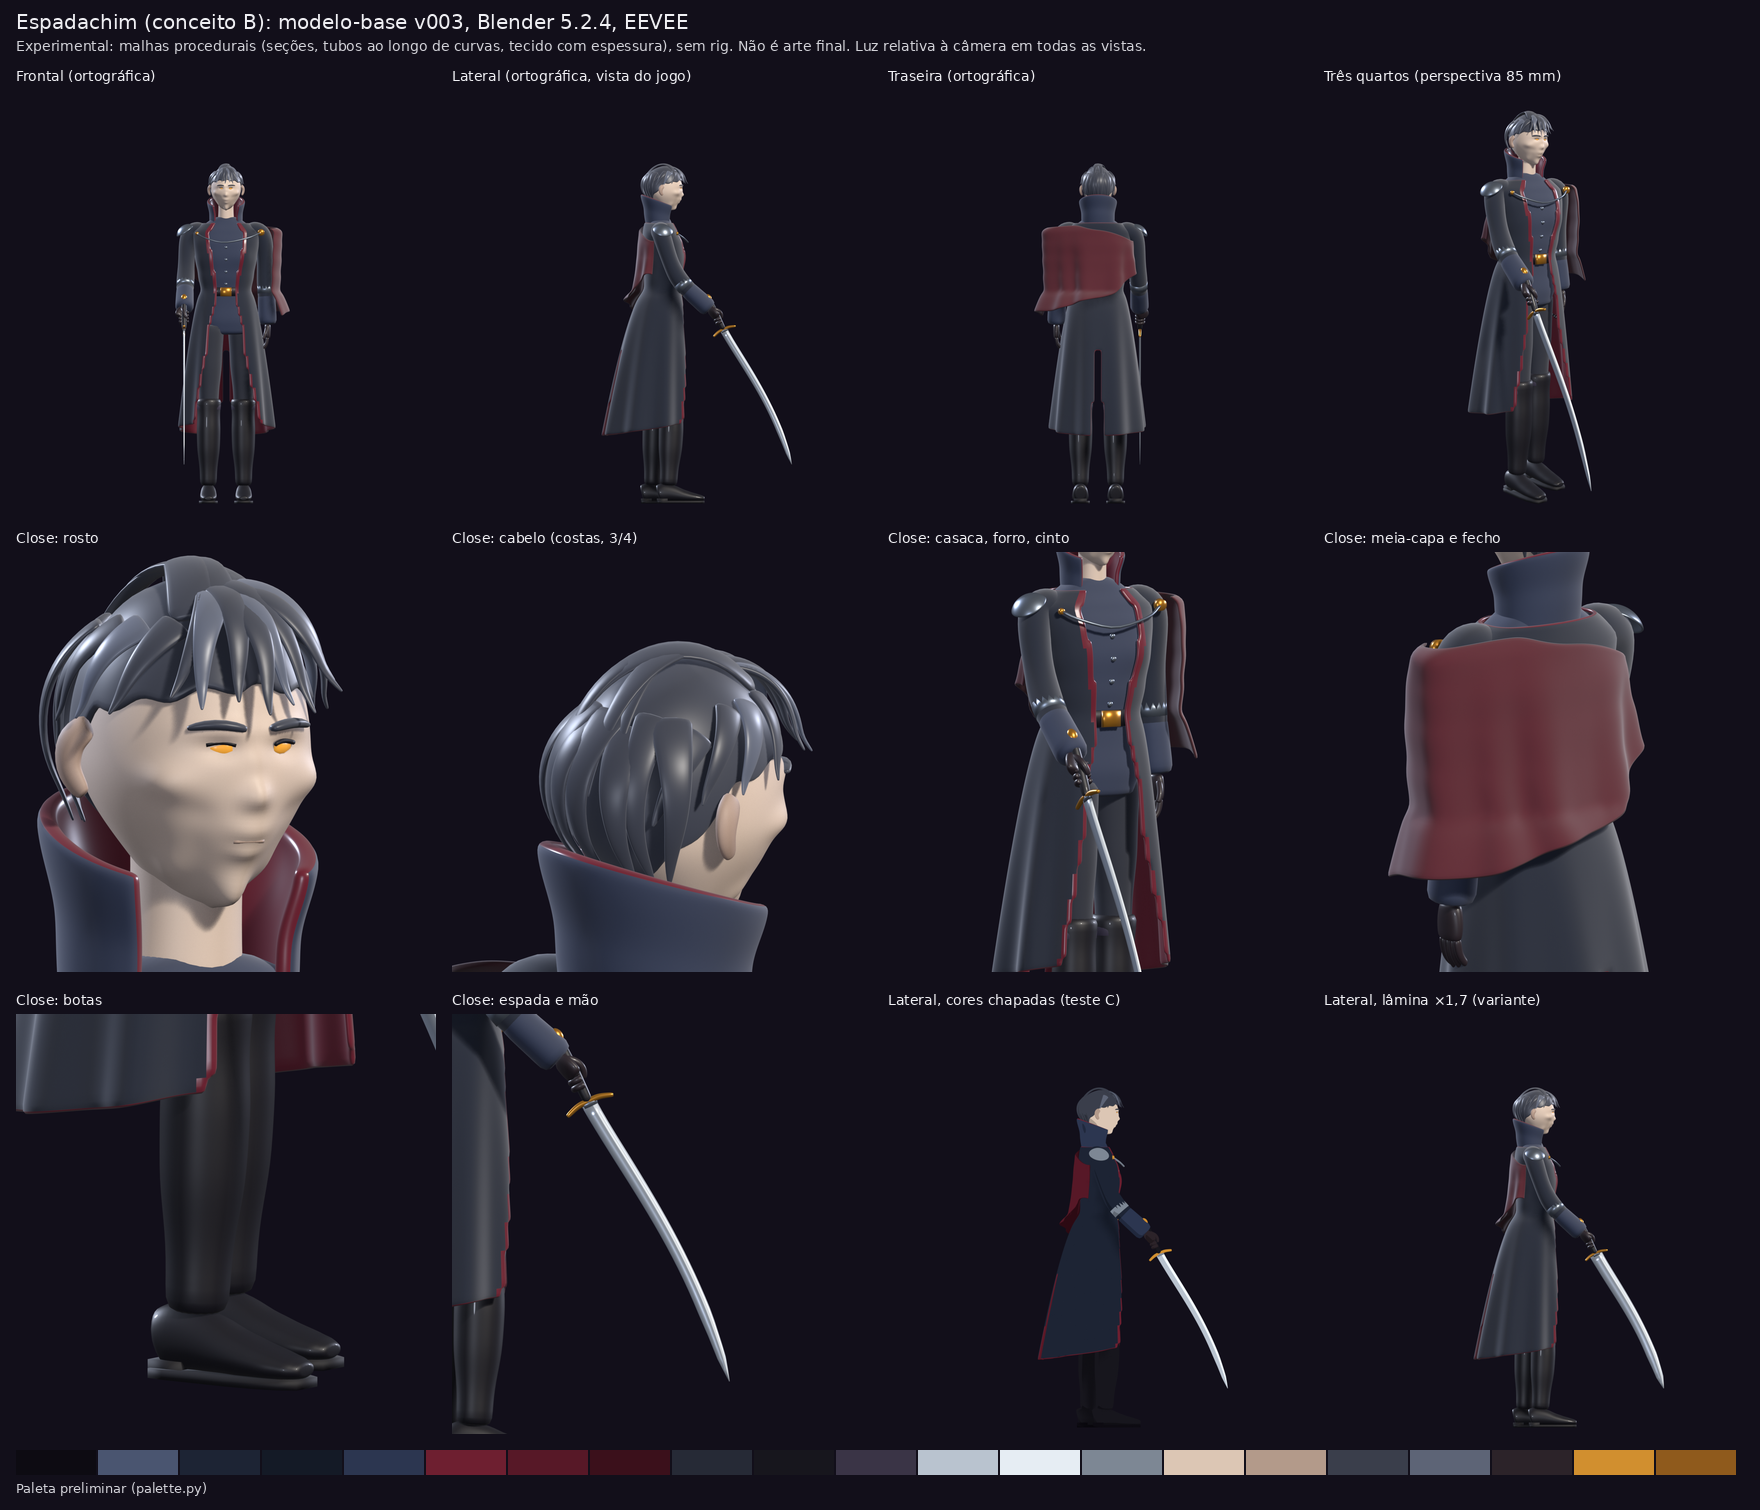 Espadachim (conceito B): modelo-base v003, Blender 5.2.4, EEVEE
Experimental: malhas procedurais (seções, tubos ao longo de curvas, tecido com espessura), sem rig. Não é arte final. Luz relativa à câmera em todas as vistas.
Frontal (ortográfica)
Lateral (ortográfica, vista do jogo)
Traseira (ortográfica)
Três quartos (perspectiva 85 mm)
Close: rosto
Close: cabelo (costas, 3/4)
Close: casaca, forro, cinto
Close: meia-capa e fecho
Close: botas
Close: espada e mão
Lateral, cores chapadas (teste C)
Lateral, lâmina ×1,7 (variante)
Paleta preliminar (palette.py)